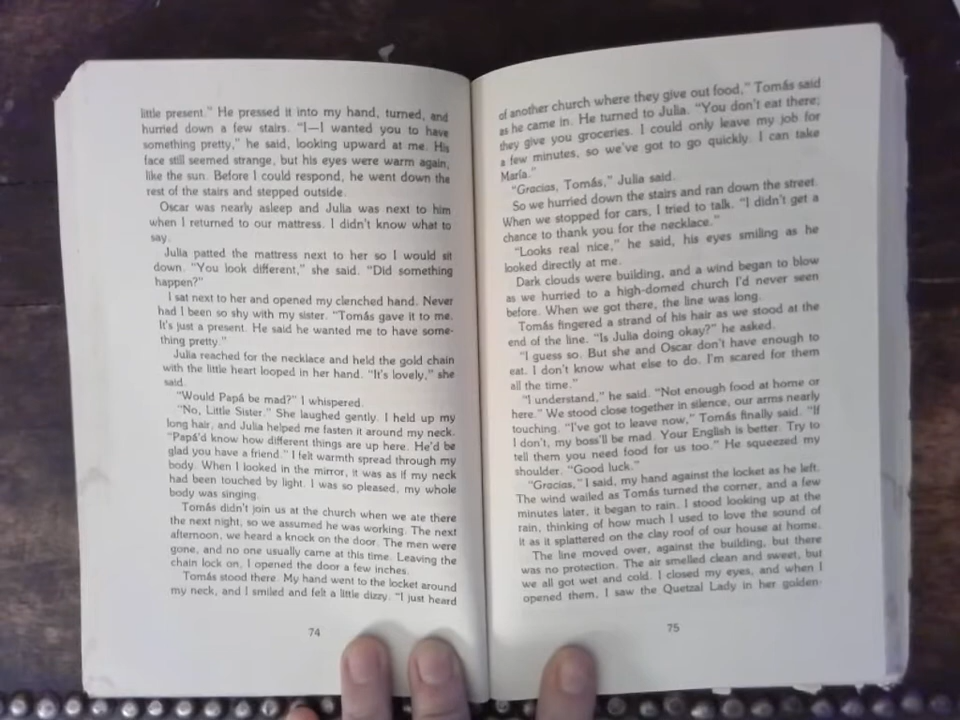 little present." He pressed it into my hand, turned, and
hurried down a few stairs. "I—I wanted you to have
something pretty," he said, looking upward at me. His
face still seemed strange, but his eyes were warm again,
like the sun. Before I could respond, he went down the
rest of the stairs and stepped outside.
Oscar was nearly asleep and Julia was next to him
when I returned to our mattress. I didn't know what to
say.
Julia patted the mattress next to her so I would sit
down. "You look different," she said. "Did something
happen?"
I sat next to her and opened my clenched hand. Never
had I been so shy with my sister. "Tomás gave it to me.
It's just a present. He said he wanted me to have some-
thing pretty."
Julia reached for the necklace and held the gold chain
with the little heart looped in her hand. "It's lovely," she
said.
"Would Papá be mad?" I whispered.
"No, Little Sister." She laughed gently. I held up my
long hair, and Julia helped me fasten it around my neck.
"Papá'd know how different things are up here. He'd be
glad you have a friend." I felt warmth spread through my
body. When I looked in the mirror, it was as if my neck
had been touched by light. I was so pleased, my whole
body was singing.
Tomás didn't join us at the church when we ate there
the next night, so we assumed he was working. The next
afternoon, we heard a knock on the door. The men were
gone, and no one usually came at this time. Leaving the
chain lock on, I opened the door a few inches.
Tomás stood there. My hand went to the locket around
my neck, and I smiled and felt a little dizzy. "I just heard
74
of another church where they give out food," Tomás said
as he came in. He turned to Julia. "You don't eat there;
they give you groceries. I could only leave my job for
a few minutes, so we've got to go quickly. I can take
María."
"Gracias, Tomás," Julia said.
So we hurried down the stairs and ran down the street.
When we stopped for cars, I tried to talk. "I didn't get a
chance to thank you for the necklace."
"Looks real nice," he said, his eyes smiling as he
looked directly at me.
Dark clouds were building, and a wind began to blow
as we hurried to a high-domed church I'd never seen
before. When we got there, the line was long.
Tomás fingered a strand of his hair as we stood at the
end of the line. "Is Julia doing okay?" he asked.
"I guess so. But she and Oscar don't have enough to
eat. I don't know what else to do. I'm scared for them
all the time."
"I understand," he said. "Not enough food at home or
here." We stood close together in silence, our arms nearly
touching. "I've got to leave now," Tomás finally said. "If
I don't, my boss'll be mad. Your English is better. Try to
tell them you need food for us too." He squeezed my
shoulder. "Good luck."
"Gracias," I said, my hand against the locket as he left.
The wind wailed as Tomás turned the corner, and a few
minutes later, it began to rain. I stood looking up at the
rain, thinking of how much I used to love the sound of
it as it splattered on the clay roof of our house at home.
The line moved over, against the building, but there
was no protection. The air smelled clean and sweet, but
we all got wet and cold. I closed my eyes, and when I
opened them, I saw the Quetzal Lady in her golden-
75